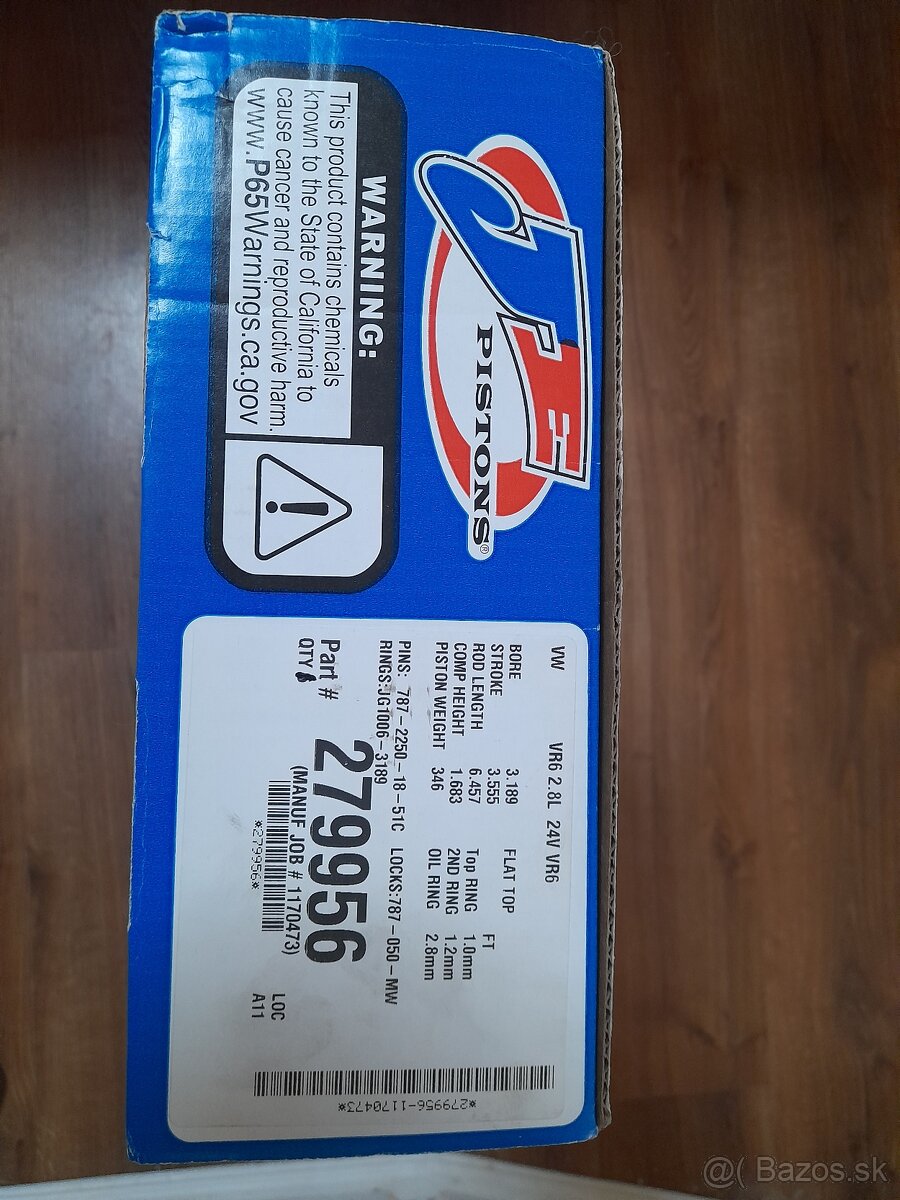 JE
PISTONS®
WARNING:
This product contains chemicals
known to the State of California to
cause cancer and reproductive harm.
www.P65Warnings.ca.gov
VW VR6 2.8L 24V VR6
BORE 3.189 FLAT TOP
STROKE 3.555 FT
ROD LENGTH 6.457 Top RING 1.0mm
COMP HEIGHT 1.683 2ND RING 1.2mm
PISTON WEIGHT 346 OIL RING 2.8mm
PINS: 787-2250-18-51C LOCKS:787-050-MW
RINGS:JG1006-3189
Part # 279956
QTY (MANUF JOB # 1170473) LOC
*279956* A11
*279956-1170473*
@( Bazos.sk